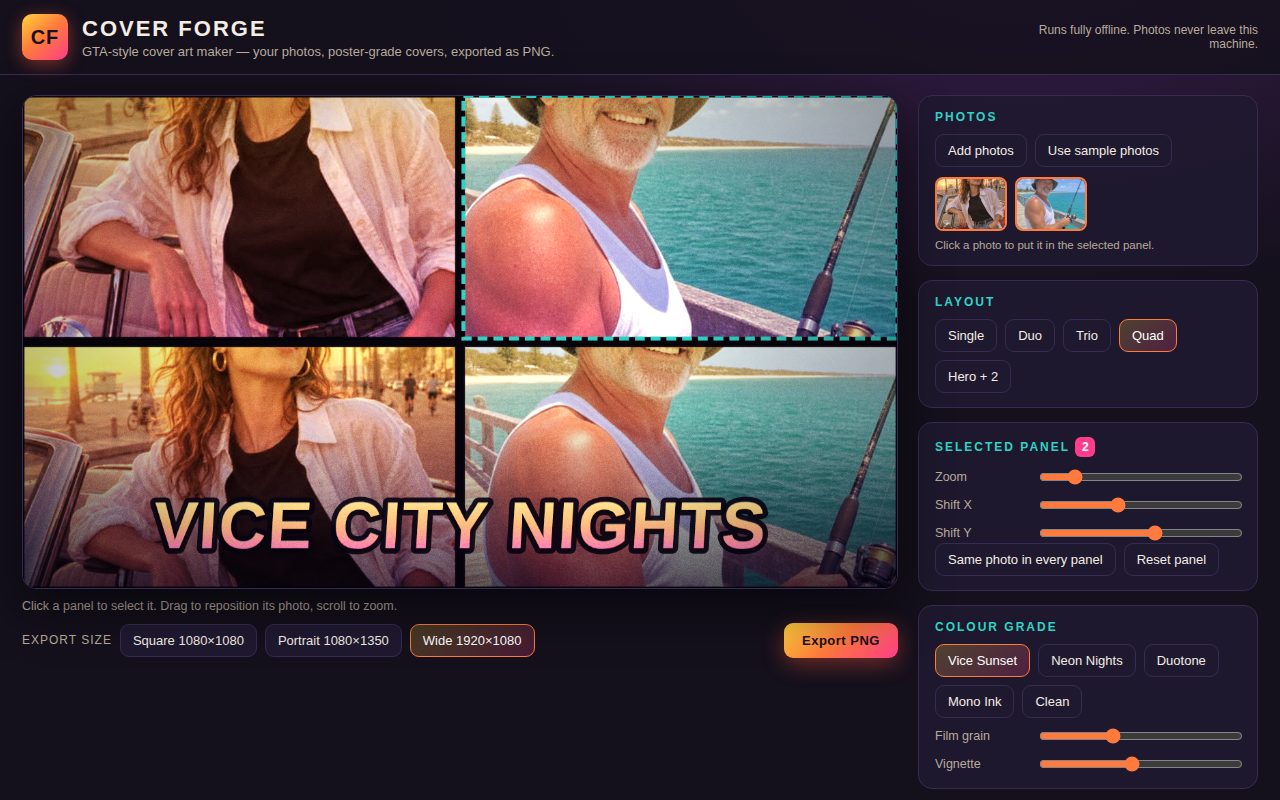 CF
COVER FORGE
GTA-style cover art maker — your photos, poster-grade covers, exported as PNG.
Runs fully offline. Photos never leave this
machine.
VICE CITY NIGHTS
Click a panel to select it. Drag to reposition its photo, scroll to zoom.
EXPORT SIZE
Square 1080×1080
Portrait 1080×1350
Wide 1920×1080
Export PNG
PHOTOS
Add photos
Use sample photos
Click a photo to put it in the selected panel.
LAYOUT
Single
Duo
Trio
Quad
Hero + 2
SELECTED PANEL 2
Zoom
Shift X
Shift Y
Same photo in every panel
Reset panel
COLOUR GRADE
Vice Sunset
Neon Nights
Duotone
Mono Ink
Clean
Film grain
Vignette